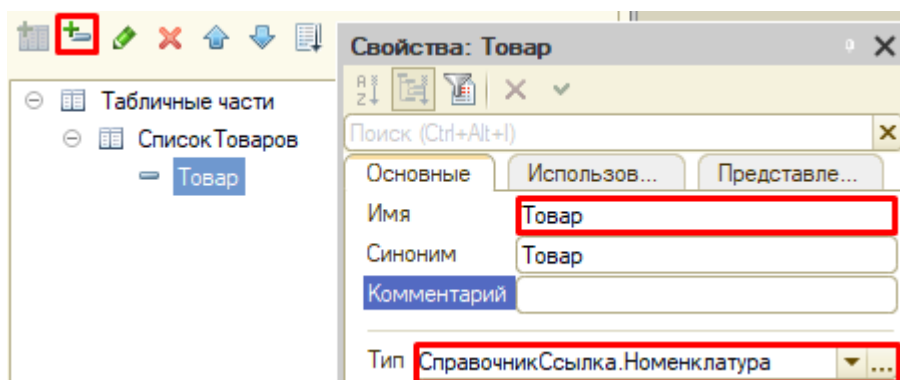 Свойства: Товар
Поиск (Ctrl+Alt+I)
Табличные части
СписокТоваров
Товар
Основные
Использов...
Представле...
Имя
Товар
Синоним
Товар
Комментарий
Тип
СправочникСсылка.Номенклатура
...